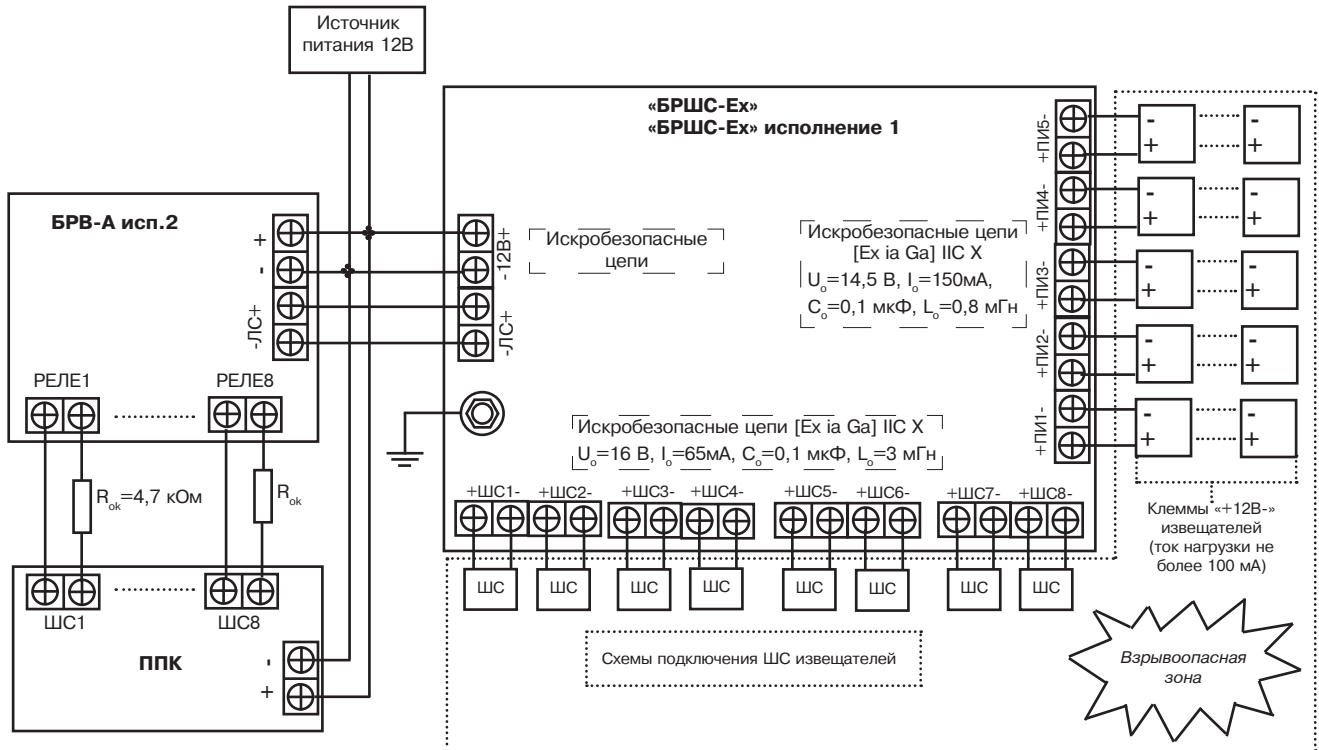 Источник
питания 12В
«БРШС-Ex»
«БРШС-Ex» исполнение 1
БРВ-А исп.2
+
-
-ЛС+
РЕЛЕ1
РЕЛЕ8
-12В+
-ЛС+
Искробезопасные
цепи
Искробезопасные цепи
[Ex ia Ga] IIC X
Uo=14,5 В, Io=150мА,
Co=0,1 мкФ, Lo=0,8 мГн
+ПИ5-
+ПИ4-
+ПИ3-
+ПИ2-
+ПИ1-
-
+
-
+
-
+
-
+
-
+
-
+
-
+
-
+
-
+
-
+
Искробезопасные цепи [Ex ia Ga] IIC X
Uo=16 В, Io=65мА, Co=0,1 мкФ, Lo=3 мГн
+ШС1-
+ШС2-
+ШС3-
+ШС4-
+ШС5-
+ШС6-
+ШС7-
+ШС8-
Rok=4,7 кОм
Rok
Клеммы «+12В-»
извещателей
(ток нагрузки не
более 100 мА)
ШС
ШС
ШС
ШС
ШС
ШС
ШС
ШС
ШС1
ШС8
ППК
-
+
Схемы подключения ШС извещателей
Взрывоопасная
зона